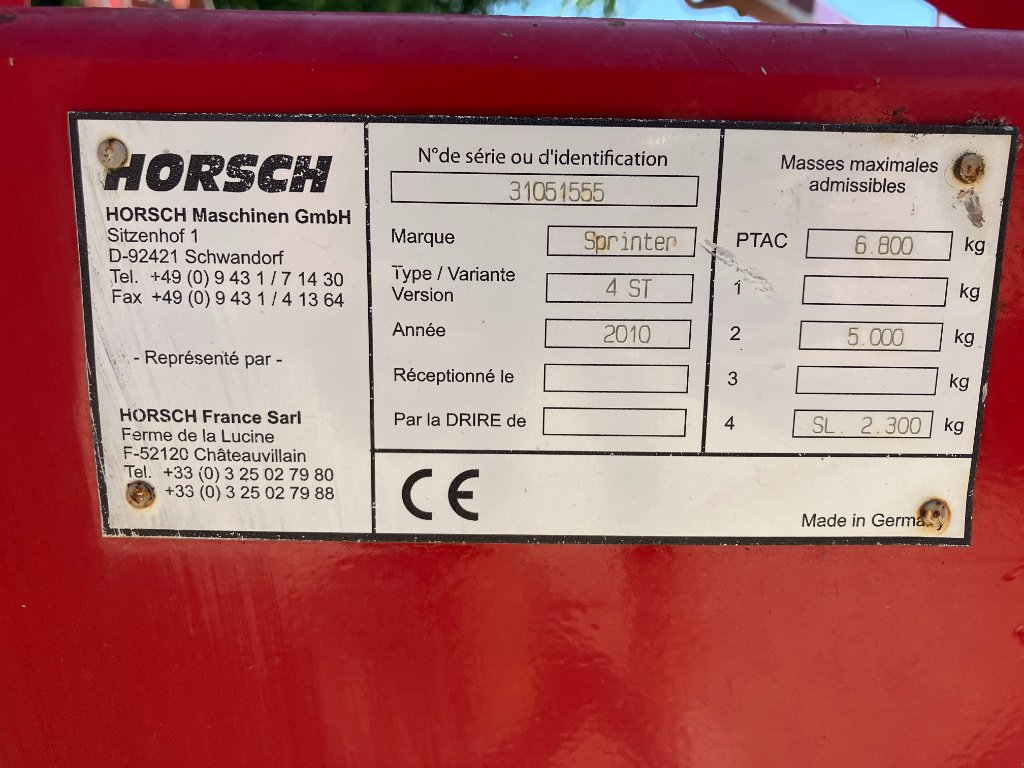 HORSCH
HORSCH Maschinen GmbH
Sitzenhof 1
D-92421 Schwandorf
Tel. +49 (0) 9 43 1 / 7 14 30
Fax +49 (0) 9 43 1 / 4 13 64
- Représenté par -
HORSCH France Sarl
Ferme de la Lucine
F-52120 Châteauvillain
Tel. +33 (0) 3 25 02 79 80
+33 (0) 3 25 02 79 88
N°de série ou d'identification
31051555
Marque Sprinter
Type / Variante
Version 4 ST
Année 2010
Réceptionné le
Par la DRIRE de
CE
Masses maximales
admissibles
PTAC 6.800 kg
1 kg
2 5.000 kg
3 kg
4 SL. 2.300 kg
Made in Germany